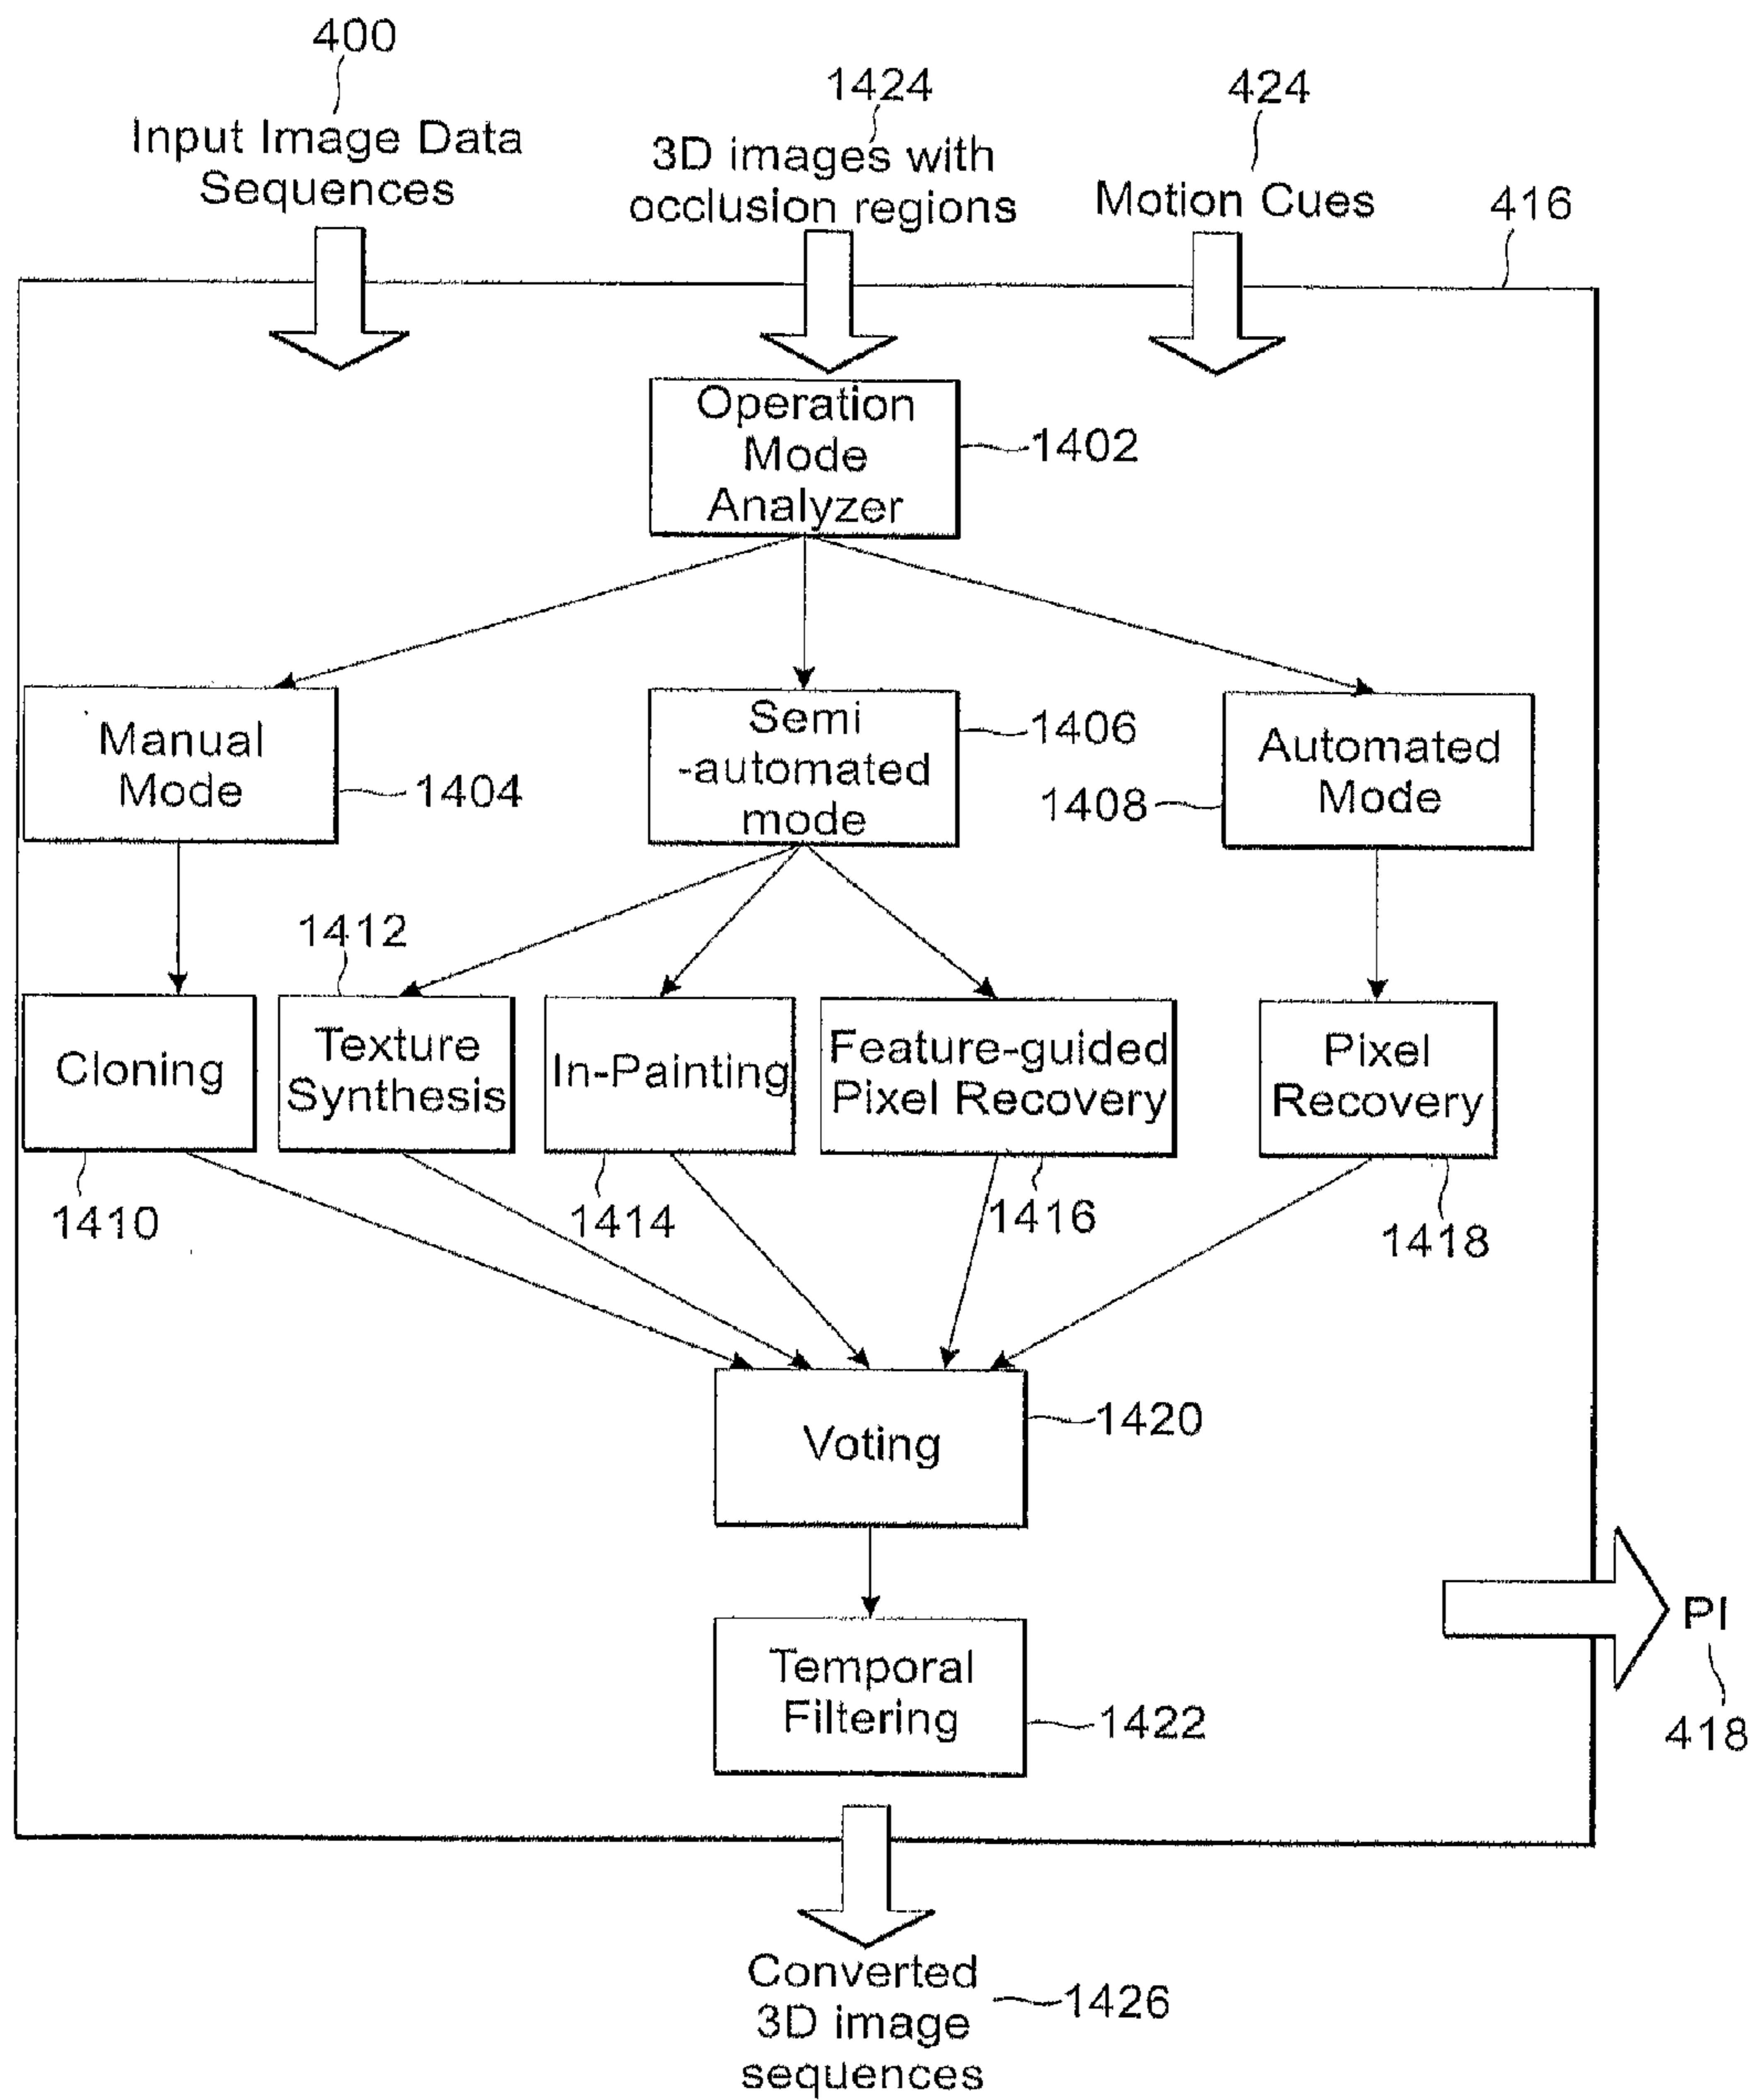 400
Input Image Data
Sequences
1424
3D images with
occlusion regions
424
Motion Cues
416
Operation
Mode
Analyzer
1402
Manual
Mode
1404
Semi
-automated
mode
1406
Automated
Mode
1408
Cloning
1410
1412
Texture
Synthesis
In-Painting
1414
Feature-guided
Pixel Recovery
1416
Pixel
Recovery
1418
Voting
1420
Temporal
Filtering
1422
PI
418
Converted
3D image
sequences
1426